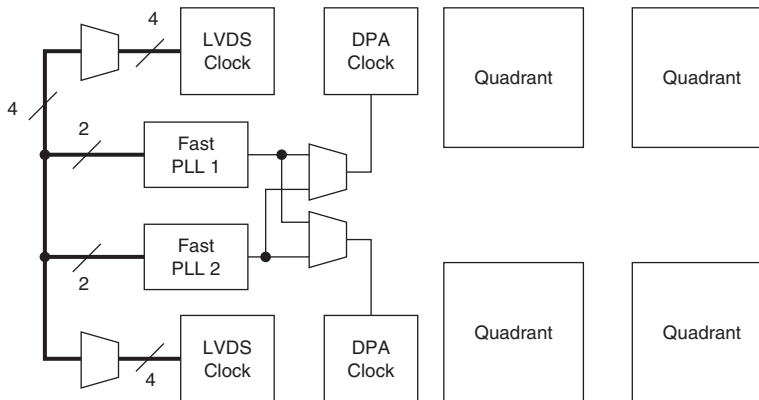 4
LVDS
Clock
DPA
Clock
Quadrant
Quadrant
4
2
Fast
PLL 1
Fast
PLL 2
2
LVDS
Clock
4
DPA
Clock
Quadrant
Quadrant